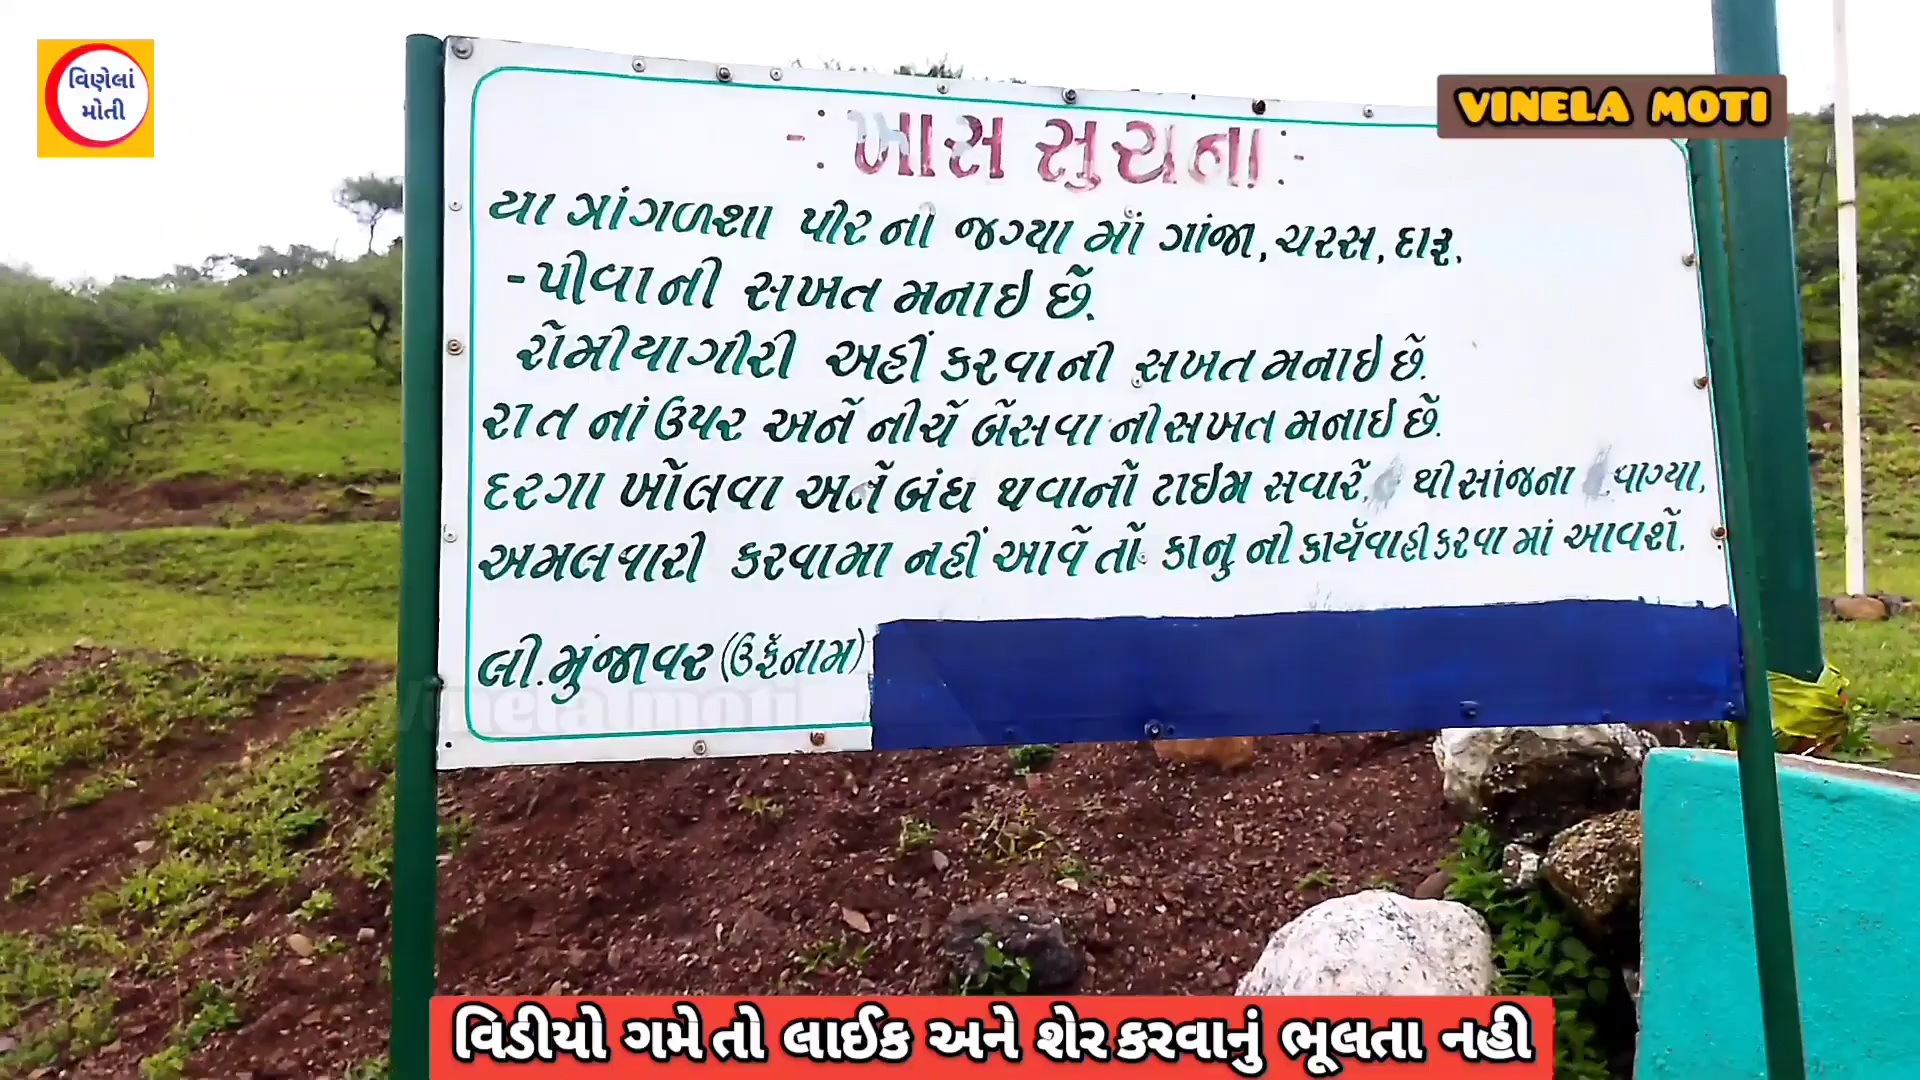 વિણેલાં
મોતી
VINELA MOTI
-: ખાસ સુચના :-
યા ત્રાંગળશા પીર ની જગ્યા માઁ ગાંજા, ચરસ, દારૂ.
- પીવાની સખત મનાઇ છેં.
રોમીયાગીરી અહીં કરવાની સખત મનાઇ છેં.
રાત નાં ઉપર અનેં નીચેં બેંસવા ની સખત મનાઇ છેં.
દરગા ખોંલવા અનેં બંધ થવાનોં ટાઇમ સવારેં થી સાંજના વાગ્યા.
અમલવારી કરવામા નહીં આવેં તોં કાનુ ની કાર્યવાહી કરવા માં આવશેં.
લી. મુંજાવર (ઉર્ફેનામ)
Vinela moti
વિડીયો ગમે તો લાઈક અને શેર કરવાનું ભૂલતા નહી